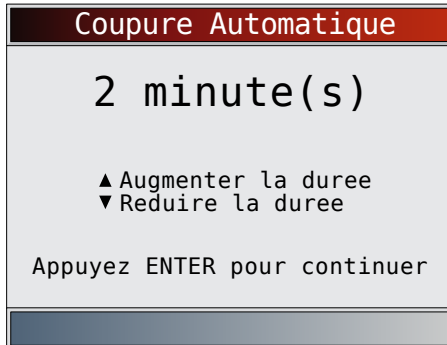 Coupure Automatique
2 minute(s)
▲ Augmenter la duree
▼ Reduire la duree
Appuyez ENTER pour continuer